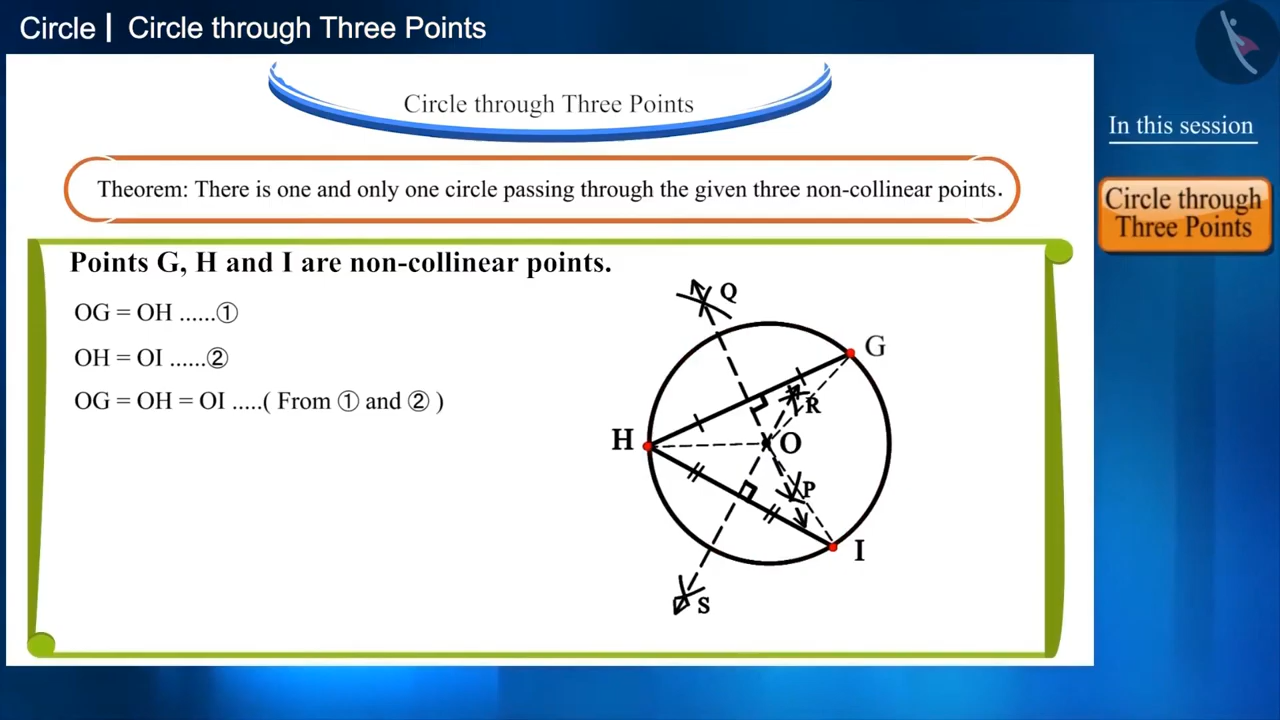 Circle | Circle through Three Points
Circle through Three Points
In this session
Theorem: There is one and only one circle passing through the given three non-collinear points.
Circle through
Three Points
Points G, H and I are non-collinear points.
OG = OH ......①
OH = OI ......②
OG = OH = OI .....( From ① and ② )
Q
G
R
H
O
P
I
S